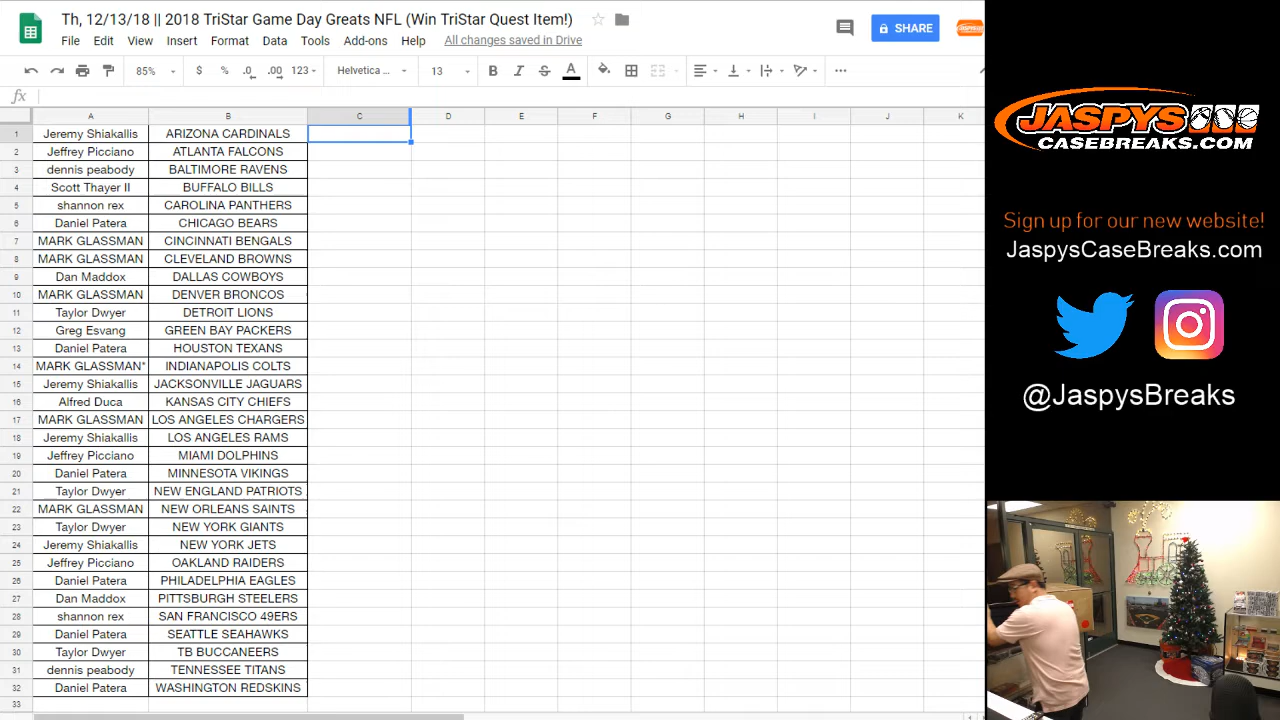 Th, 12/13/18 || 2018 TriStar Game Day Greats NFL (Win TriStar Quest Item!)
File Edit View Insert Format Data Tools Add-ons Help All changes saved in Drive
SHARE
85% $ % .0 .00 123 Helvetica ... 13 B I S A
fx
A B C D E F G H I J K
1 Jeremy Shiakallis ARIZONA CARDINALS
2 Jeffrey Picciano ATLANTA FALCONS
3 dennis peabody BALTIMORE RAVENS
4 Scott Thayer II BUFFALO BILLS
5 shannon rex CAROLINA PANTHERS
6 Daniel Patera CHICAGO BEARS
7 MARK GLASSMAN CINCINNATI BENGALS
8 MARK GLASSMAN CLEVELAND BROWNS
9 Dan Maddox DALLAS COWBOYS
10 MARK GLASSMAN DENVER BRONCOS
11 Taylor Dwyer DETROIT LIONS
12 Greg Esvang GREEN BAY PACKERS
13 Daniel Patera HOUSTON TEXANS
14 MARK GLASSMAN* INDIANAPOLIS COLTS
15 Jeremy Shiakallis JACKSONVILLE JAGUARS
16 Alfred Duca KANSAS CITY CHIEFS
17 MARK GLASSMAN LOS ANGELES CHARGERS
18 Jeremy Shiakallis LOS ANGELES RAMS
19 Jeffrey Picciano MIAMI DOLPHINS
20 Daniel Patera MINNESOTA VIKINGS
21 Taylor Dwyer NEW ENGLAND PATRIOTS
22 MARK GLASSMAN NEW ORLEANS SAINTS
23 Taylor Dwyer NEW YORK GIANTS
24 Jeremy Shiakallis NEW YORK JETS
25 Jeffrey Picciano OAKLAND RAIDERS
26 Daniel Patera PHILADELPHIA EAGLES
27 Dan Maddox PITTSBURGH STEELERS
28 shannon rex SAN FRANCISCO 49ERS
29 Daniel Patera SEATTLE SEAHAWKS
30 Taylor Dwyer TB BUCCANEERS
31 dennis peabody TENNESSEE TITANS
32 Daniel Patera WASHINGTON REDSKINS
33
JASPYS
CASEBREAKS.COM
Sign up for our new website!
JaspysCaseBreaks.com
@JaspysBreaks